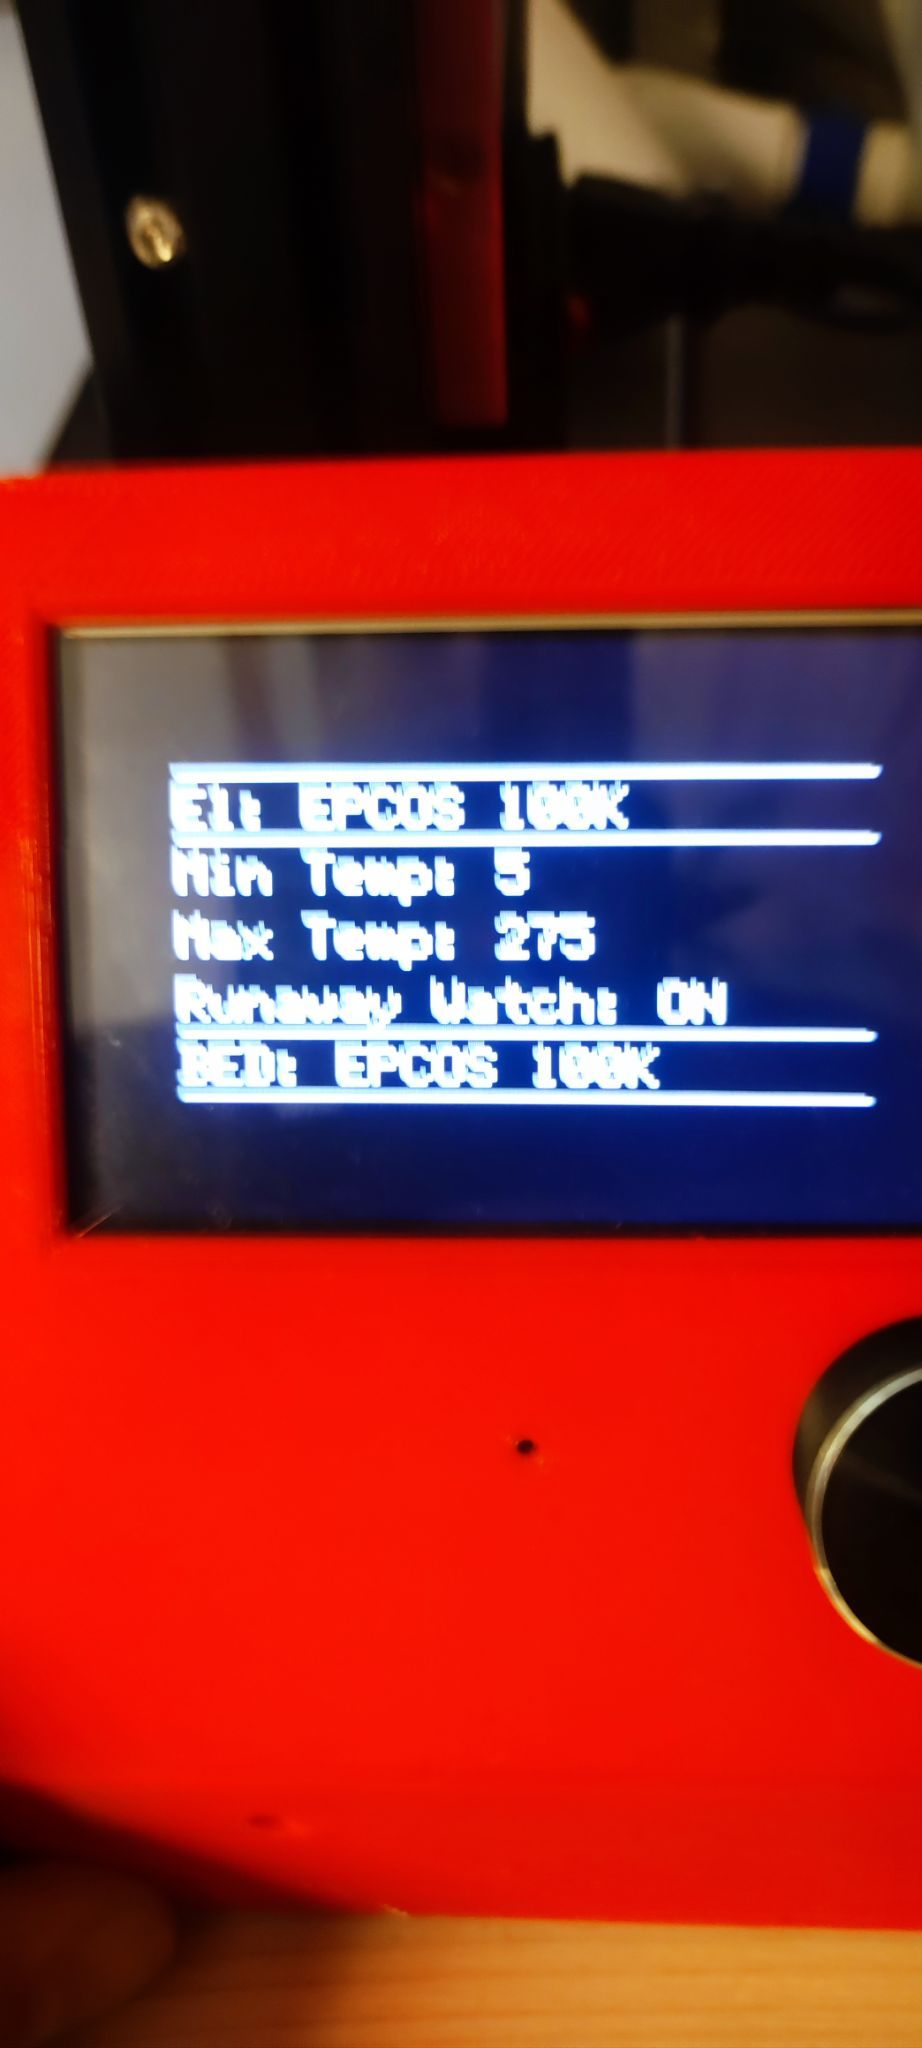 E1: EPCOS 100K
Min Temp: 5
Max Temp: 275
Runaway Watch: ON
BED: EPCOS 100K